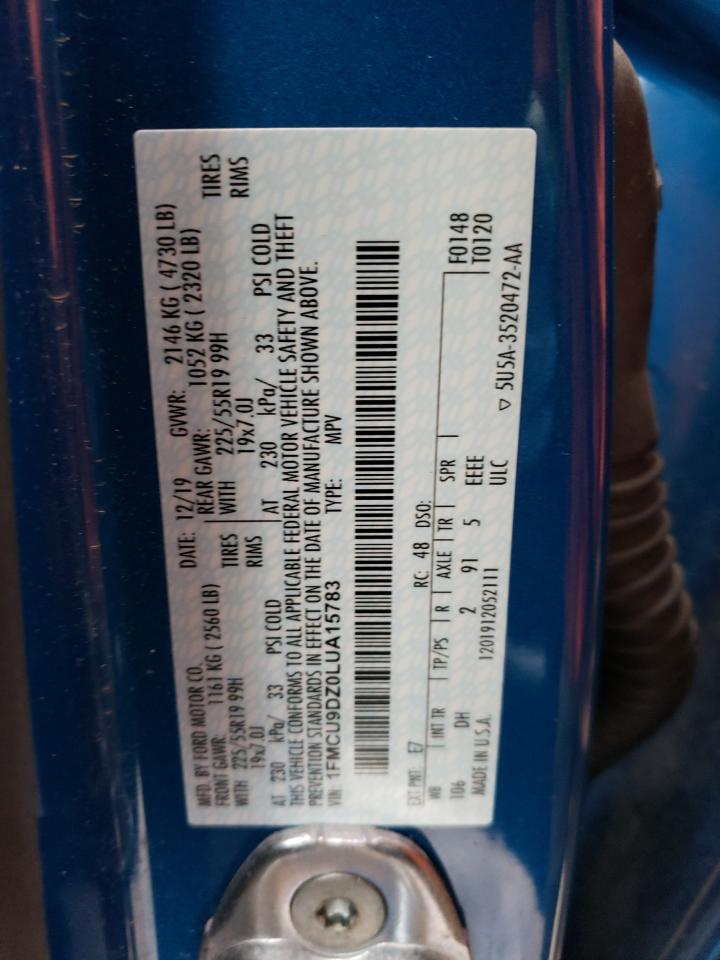 MFD. BY FORD MOTOR CO. DATE: 12/19 GVWR: 2146 KG ( 4730 LB)
FRONT GAWR: 1161 KG ( 2560 LB) REAR GAWR: 1052 KG ( 2320 LB)
WITH 225/55R19 99H TIRES WITH 225/55R19 99H TIRES
19x7.0J RIMS 19x7.0J RIMS
AT 230 kPa/ 33 PSI COLD AT 230 kPa/ 33 PSI COLD
THIS VEHICLE CONFORMS TO ALL APPLICABLE FEDERAL MOTOR VEHICLE SAFETY AND THEFT
PREVENTION STANDARDS IN EFFECT ON THE DATE OF MANUFACTURE SHOWN ABOVE.
VIN: 1FMCU9DZ0LUA15783 TYPE: MPV
EXT PNT: E7 RC: 48 DSO: F0148
WB INT TR TP/PS R AXLE TR SPR T0120
106 DH 2 91 5 EEEE
MADE IN U.S.A. 1201912052111 ULC
▽ 5U5A-3520472-AA